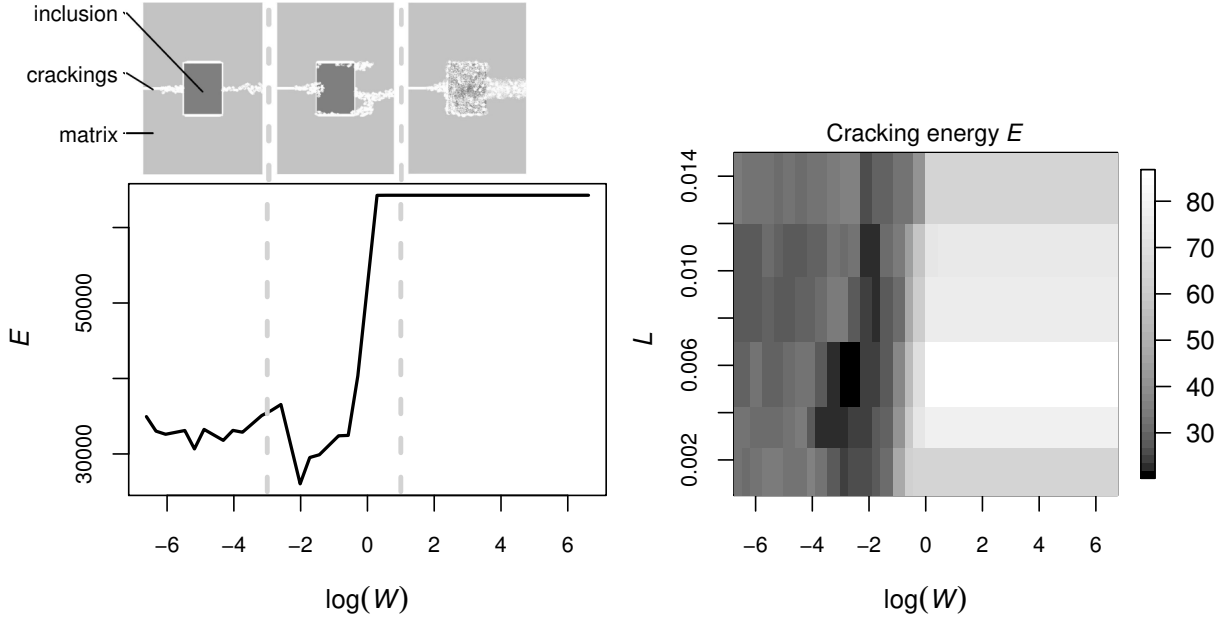 inclusion
crackings
matrix
E
30000
50000
−6 −4 −2 0 2 4 6
log(W)
Cracking energy E
L
0.002
0.006
0.010
0.014
−6 −4 −2 0 2 4 6
log(W)
80
70
60
50
40
30